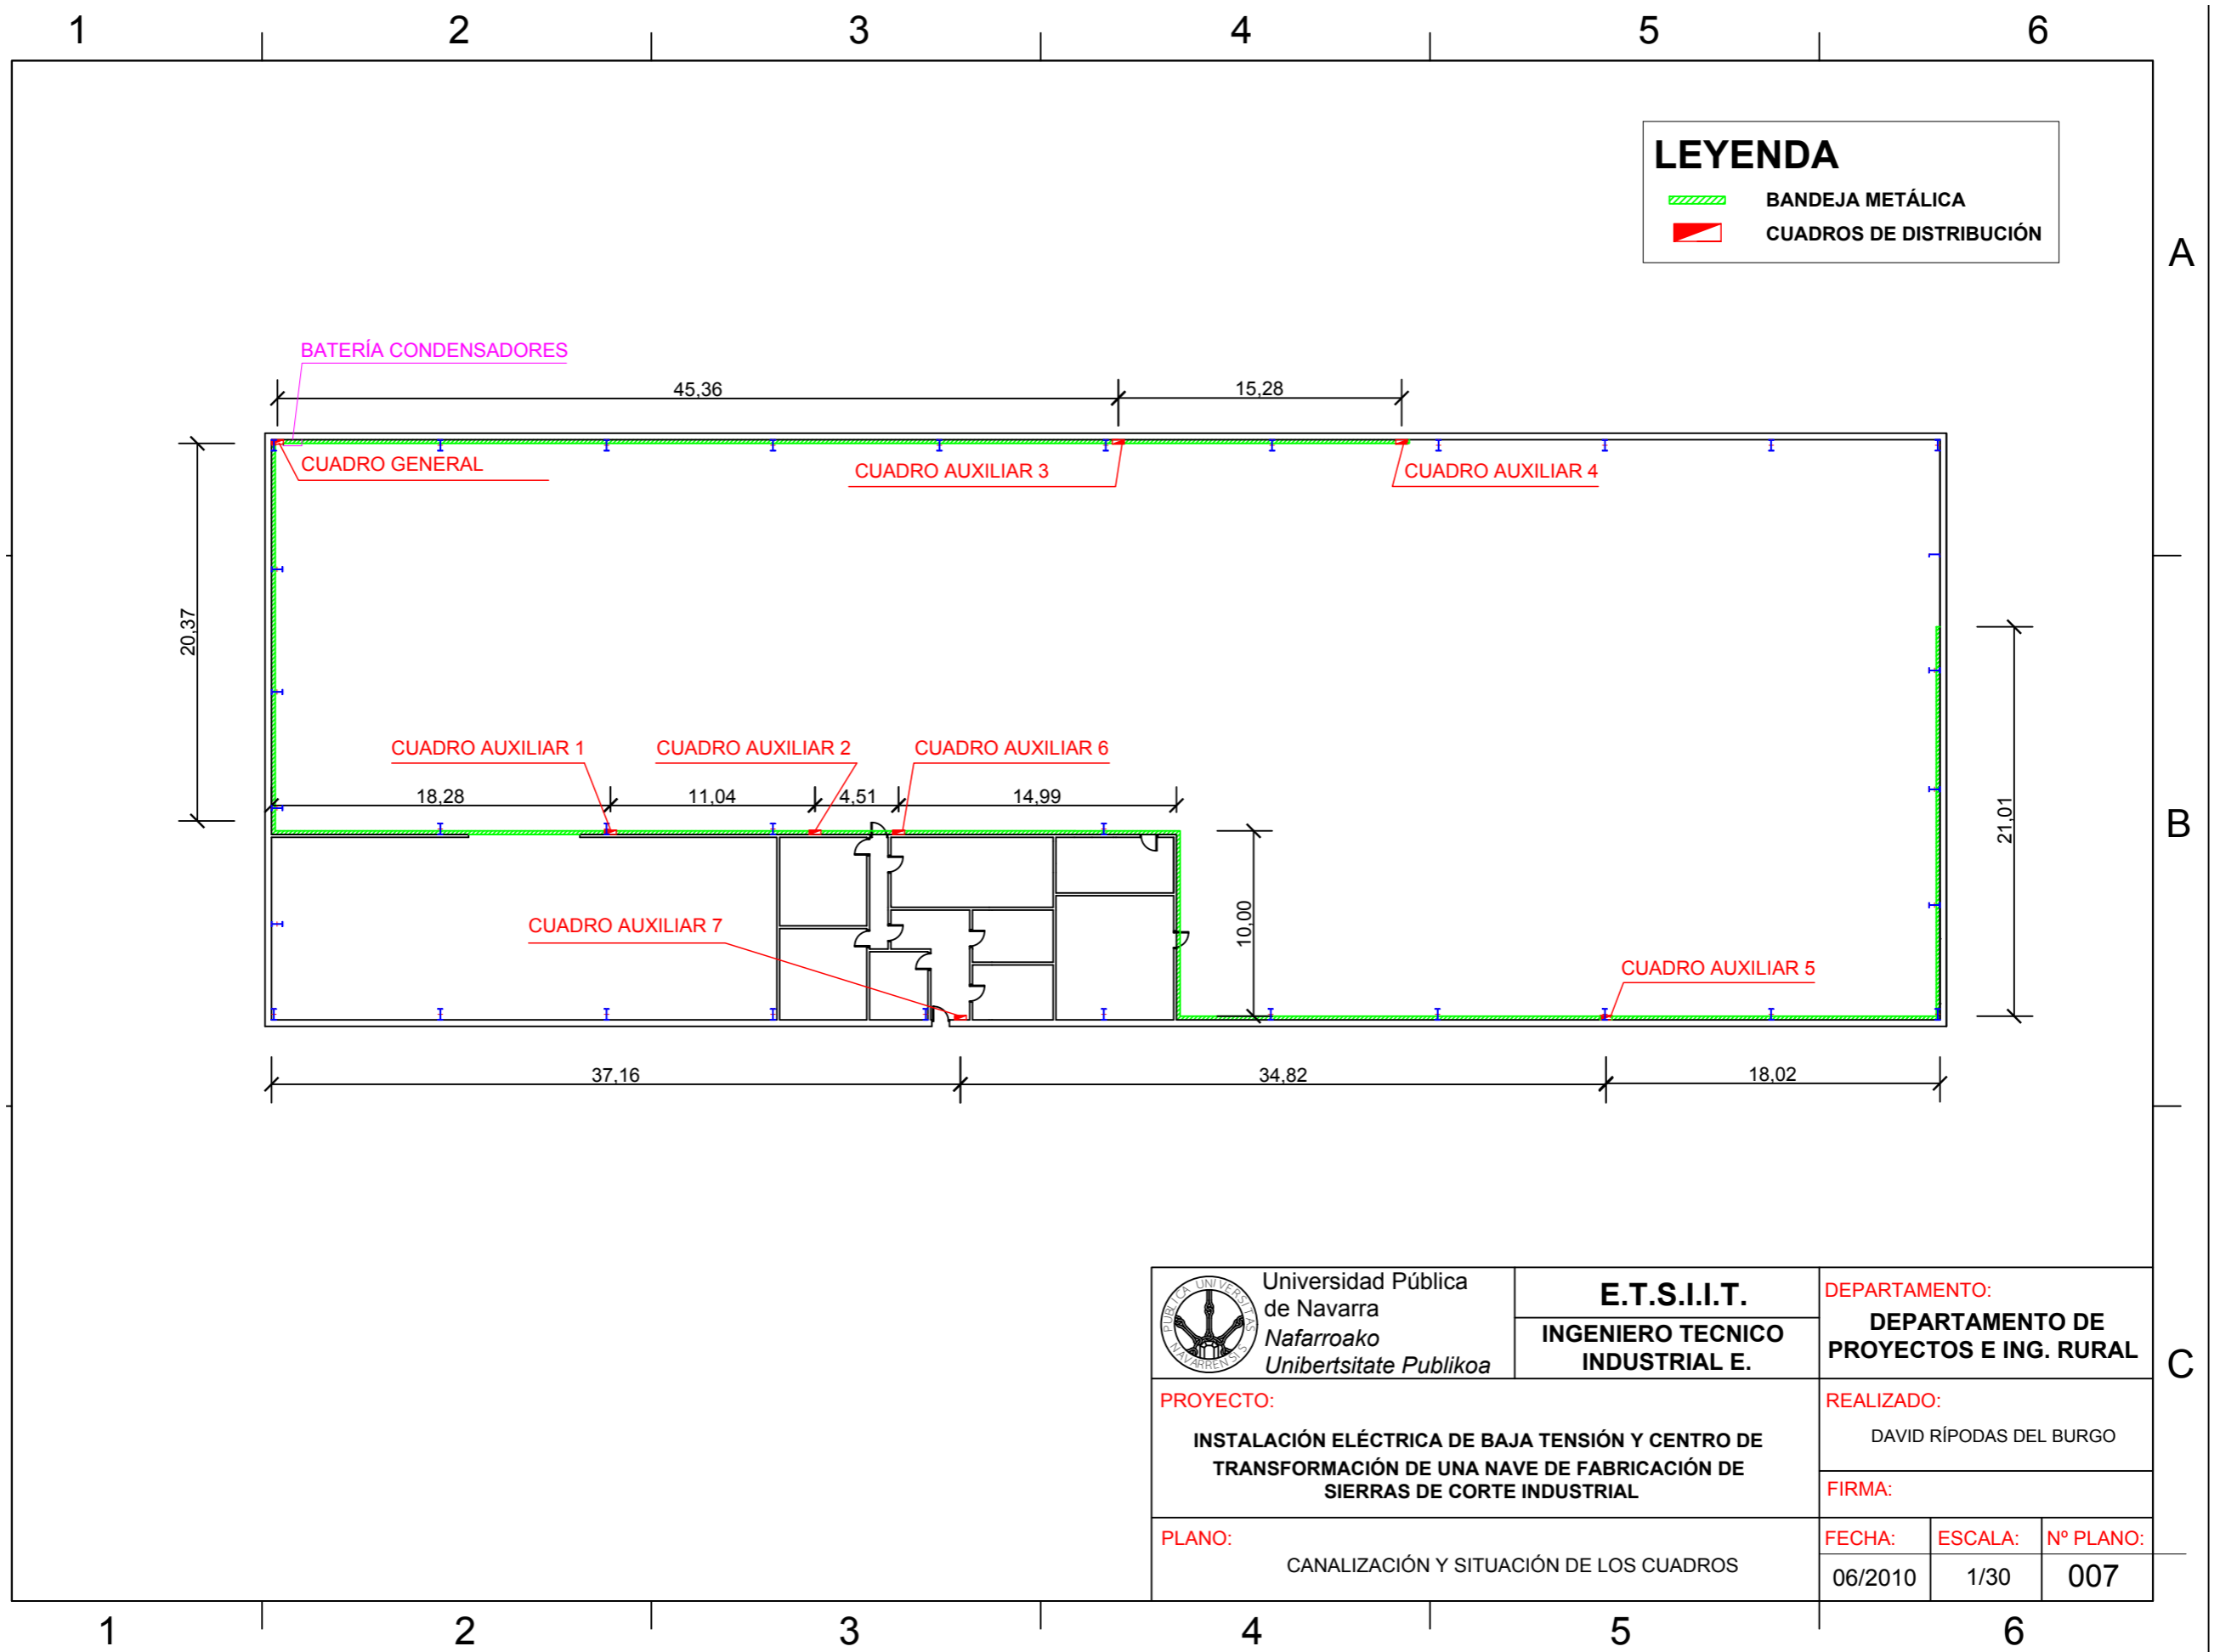 1 2 3 4 5 6
LEYENDA
BANDEJA METÁLICA
CUADROS DE DISTRIBUCIÓN
A
BATERÍA CONDENSADORES
45,36
15,28
CUADRO GENERAL
CUADRO AUXILIAR 3
CUADRO AUXILIAR 4
20,37
21,01
CUADRO AUXILIAR 1
CUADRO AUXILIAR 2
CUADRO AUXILIAR 6
18,28
11,04
4,51
14,99
B
10,00
CUADRO AUXILIAR 7
CUADRO AUXILIAR 5
37,16
34,82
18,02
PUBLICA UNIVERSITAS
NAVARRENSIS
Universidad Pública
de Navarra
Nafarroako
Unibertsitate Publikoa
E.T.S.I.I.T.
INGENIERO TECNICO
INDUSTRIAL E.
DEPARTAMENTO:
DEPARTAMENTO DE
PROYECTOS E ING. RURAL
C
PROYECTO:
INSTALACIÓN ELÉCTRICA DE BAJA TENSIÓN Y CENTRO DE
TRANSFORMACIÓN DE UNA NAVE DE FABRICACIÓN DE
SIERRAS DE CORTE INDUSTRIAL
REALIZADO:
DAVID RÍPODAS DEL BURGO
FIRMA:
PLANO:
CANALIZACIÓN Y SITUACIÓN DE LOS CUADROS
FECHA:
06/2010
ESCALA:
1/30
Nº PLANO:
007
1 2 3 4 5 6